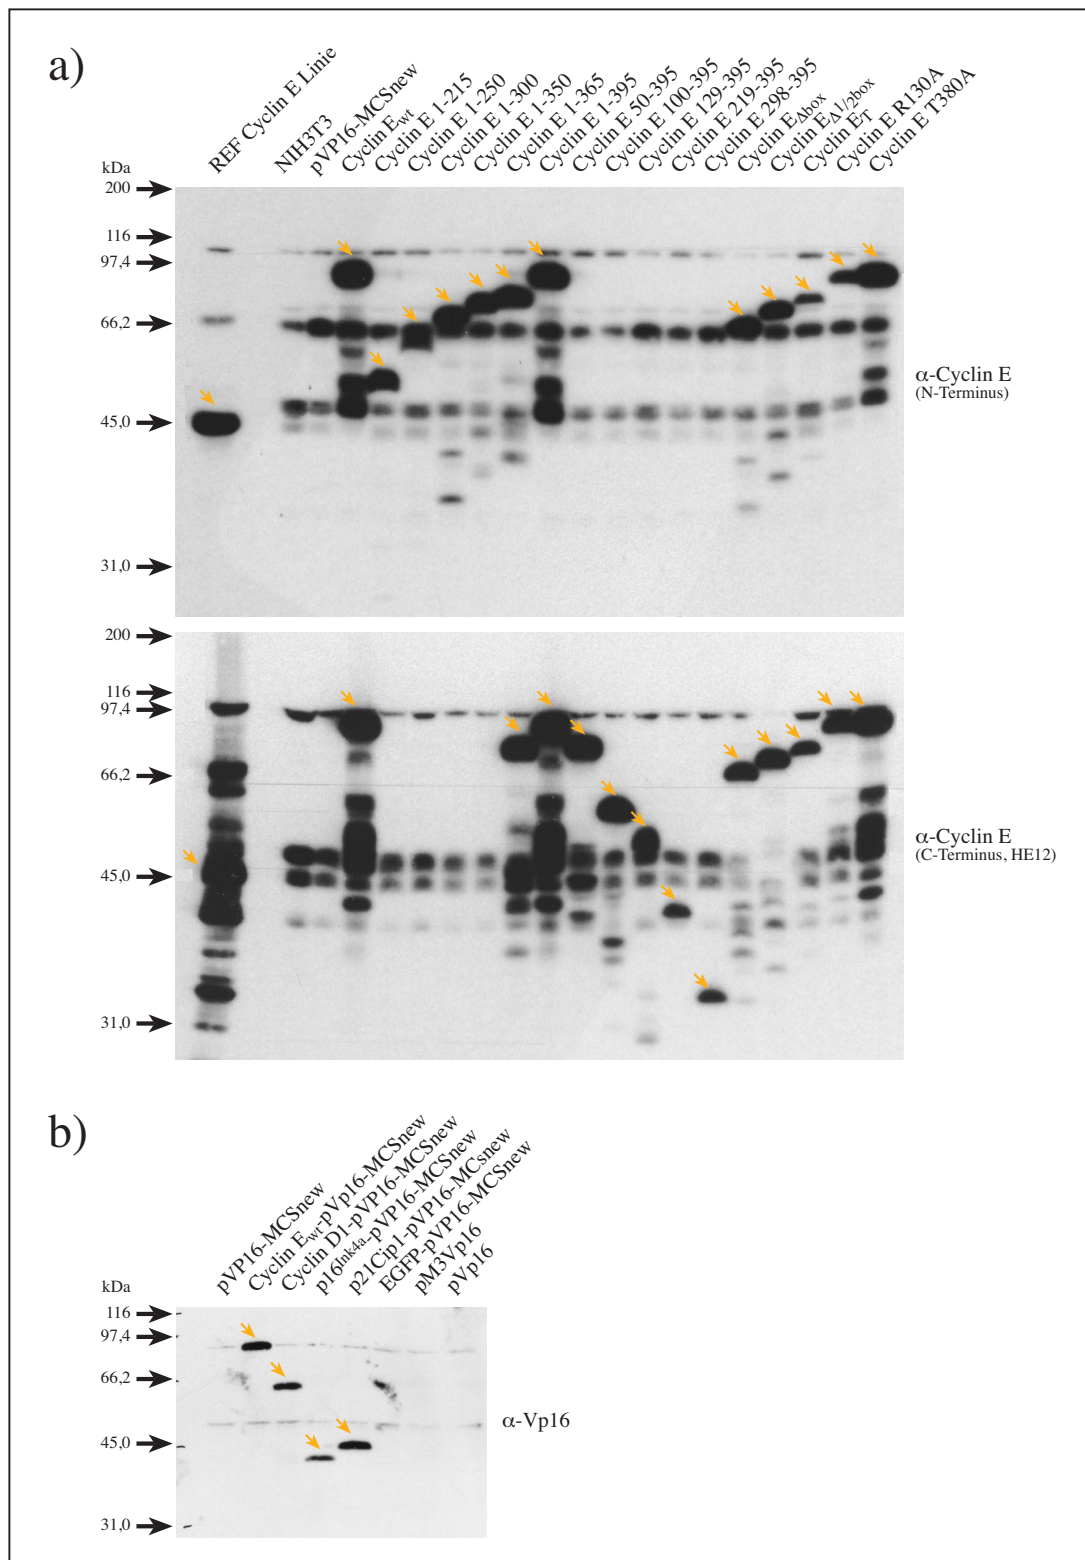 a)
REF Cyclin E Linie
NIH3T3
pVP16-MCSnew
Cyclin Ewt
Cyclin E 1-215
Cyclin E 1-250
Cyclin E 1-300
Cyclin E 1-350
Cyclin E 1-365
Cyclin E 1-395
Cyclin E 50-395
Cyclin E 100-395
Cyclin E 129-395
Cyclin E 219-395
Cyclin E 298-395
Cyclin EΔbox
Cyclin EΔ1/2box
Cyclin ET
Cyclin E R130A
Cyclin E T380A
kDa
200
116
97,4
66,2
45,0
31,0
α-Cyclin E
(N-Terminus)
200
116
97,4
66,2
45,0
31,0
α-Cyclin E
(C-Terminus, HE12)
b)
pVP16-MCSnew
Cyclin Ewt-pVp16-MCSnew
Cyclin D1-pVP16-MCSnew
p16Ink4a-pVP16-MCSnew
p21Cip1-pVP16-MCsnew
EGFP-pVP16-MCSnew
pM3Vp16
pVp16
kDa
116
97,4
66,2
45,0
31,0
α-Vp16